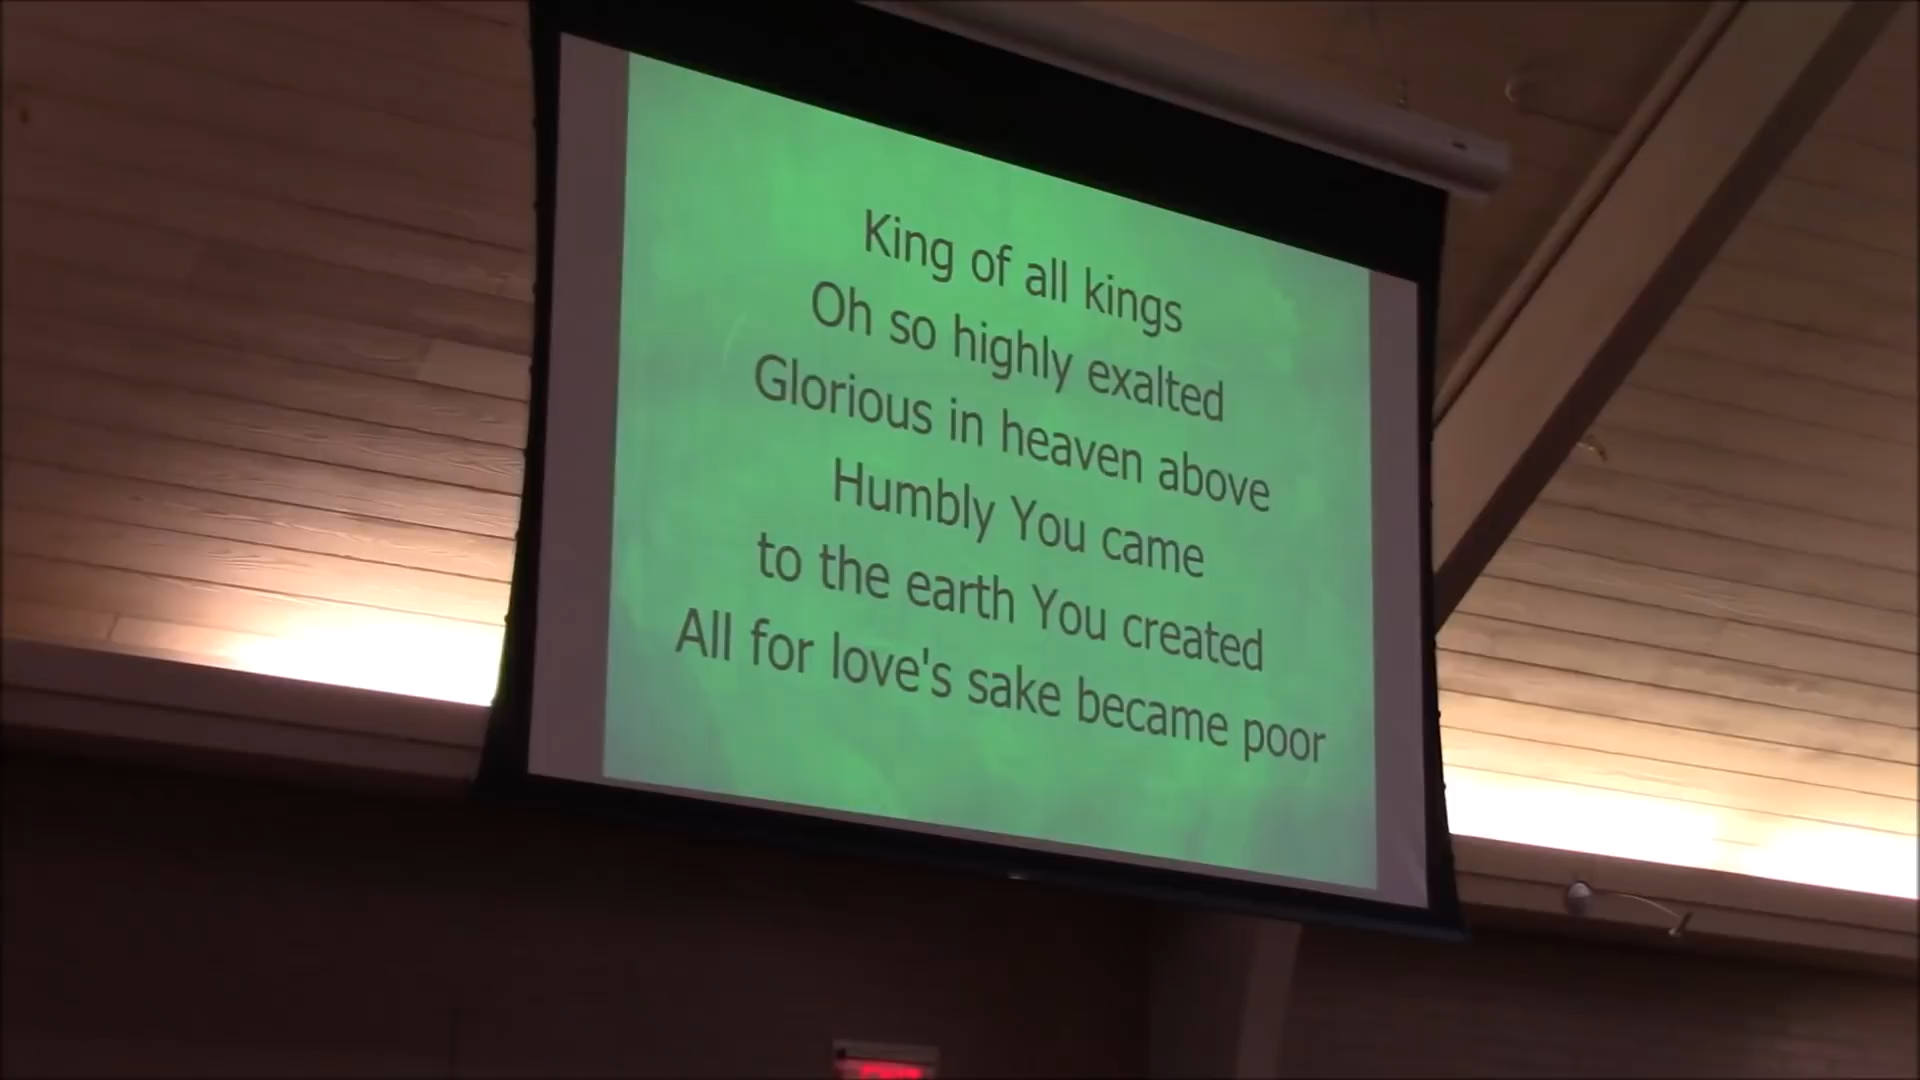 King of all kings
Oh so highly exalted
Glorious in heaven above
Humbly You came
to the earth You created
All for love's sake became poor